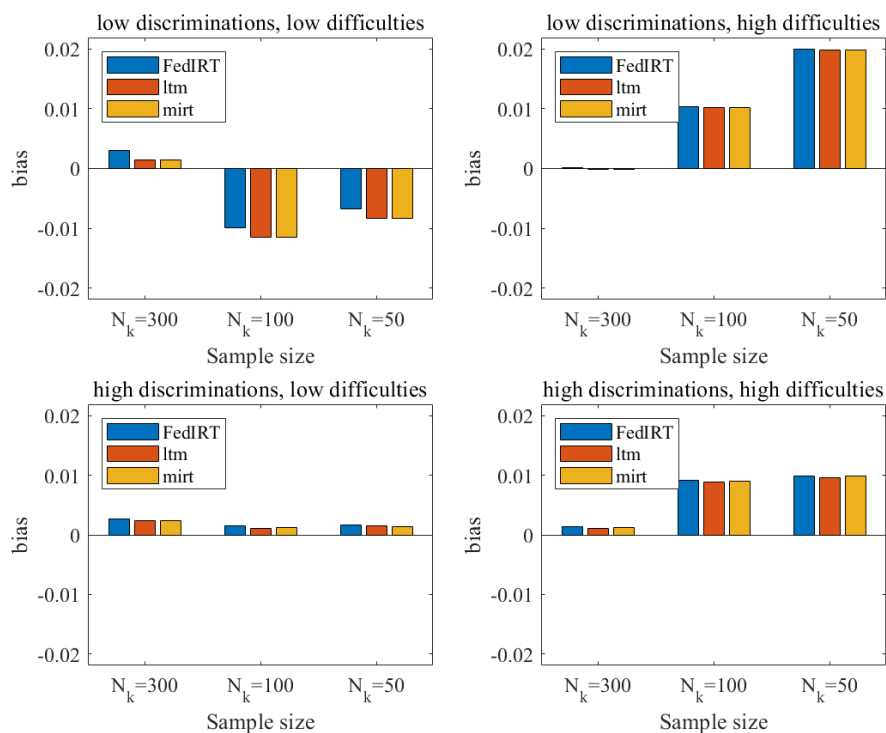 low discriminations, low difficulties
0.02
0.01
0
-0.01
-0.02
bias
FedIRT
ltm
mirt
N_k=300
N_k=100
N_k=50
Sample size
low discriminations, high difficulties
0.02
0.01
0
-0.01
-0.02
bias
FedIRT
ltm
mirt
N_k=300
N_k=100
N_k=50
Sample size
high discriminations, low difficulties
0.02
0.01
0
-0.01
-0.02
bias
FedIRT
ltm
mirt
N_k=300
N_k=100
N_k=50
Sample size
high discriminations, high difficulties
0.02
0.01
0
-0.01
-0.02
bias
FedIRT
ltm
mirt
N_k=300
N_k=100
N_k=50
Sample size